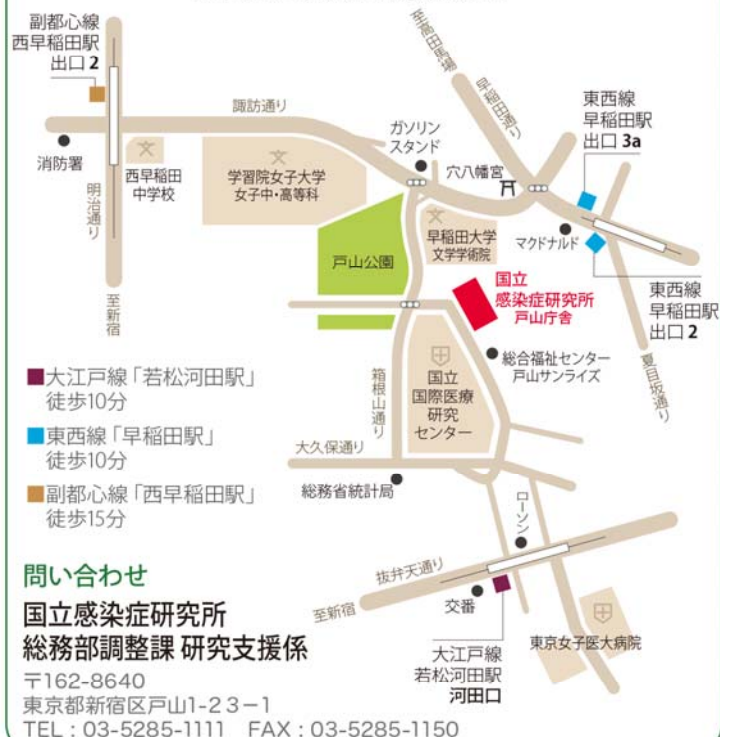 副都心線
西早稲田駅
出口 2
至高田馬場
早稲田通り
諏訪通り
ガソリン
スタンド
東西線
早稲田駅
出口 3a
消防署
西早稲田
中学校
学習院女子大学
女子中・高等科
穴八幡宮
明治通り
早稲田大学
文学学術院
マクドナルド
戸山公園
国立
感染症研究所
戸山庁舎
東西線
早稲田駅
出口 2
至新宿
総合福祉センター
戸山サンライズ
夏目坂通り
箱根山通り
国立
国際医療
研究
センター
大江戸線「若松河田駅」
徒歩10分
東西線「早稲田駅」
徒歩10分
副都心線「西早稲田駅」
徒歩15分
大久保通り
総務省統計局
ローソン
抜弁天通り
至新宿
交番
東京女子医大病院
大江戸線
若松河田駅
河田口
問い合わせ
国立感染症研究所
総務部調整課 研究支援係
〒162-8640
東京都新宿区戸山1-23-1
TEL：03-5285-1111　FAX：03-5285-1150